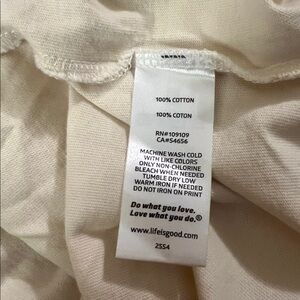 100% COTTON
100% COTON
RN#109109
CA#54656
MACHINE WASH COLD
WITH LIKE COLORS
ONLY NON-CHLORINE
BLEACH WHEN NEEDED
TUMBLE DRY LOW
WARM IRON IF NEEDED
DO NOT IRON ON PRINT
Do what you love.
Love what you do.®
www.lifeisgood.com
2SS4